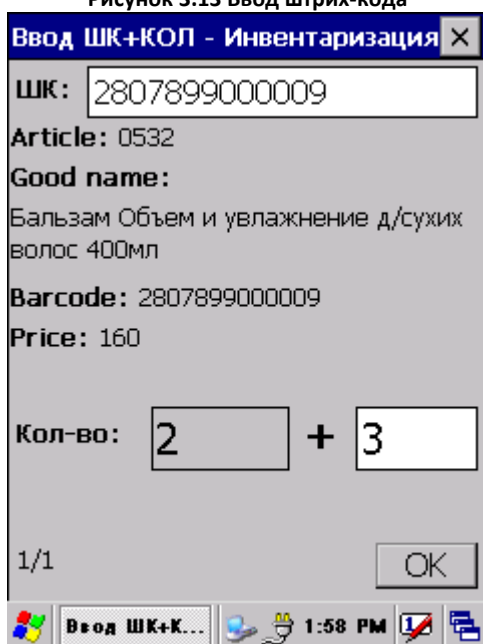 Рисунок 3.13 Ввод штрих-кода
Ввод ШК+КОЛ - Инвентаризация
ШК: 2807899000009
Article: 0532
Good name:
Бальзам Объем и увлажнение д/сухих
волос 400мл
Barcode: 2807899000009
Price: 160
Кол-во: 2 + 3
1/1 OK
Ввод ШК+К... 1:58 PM